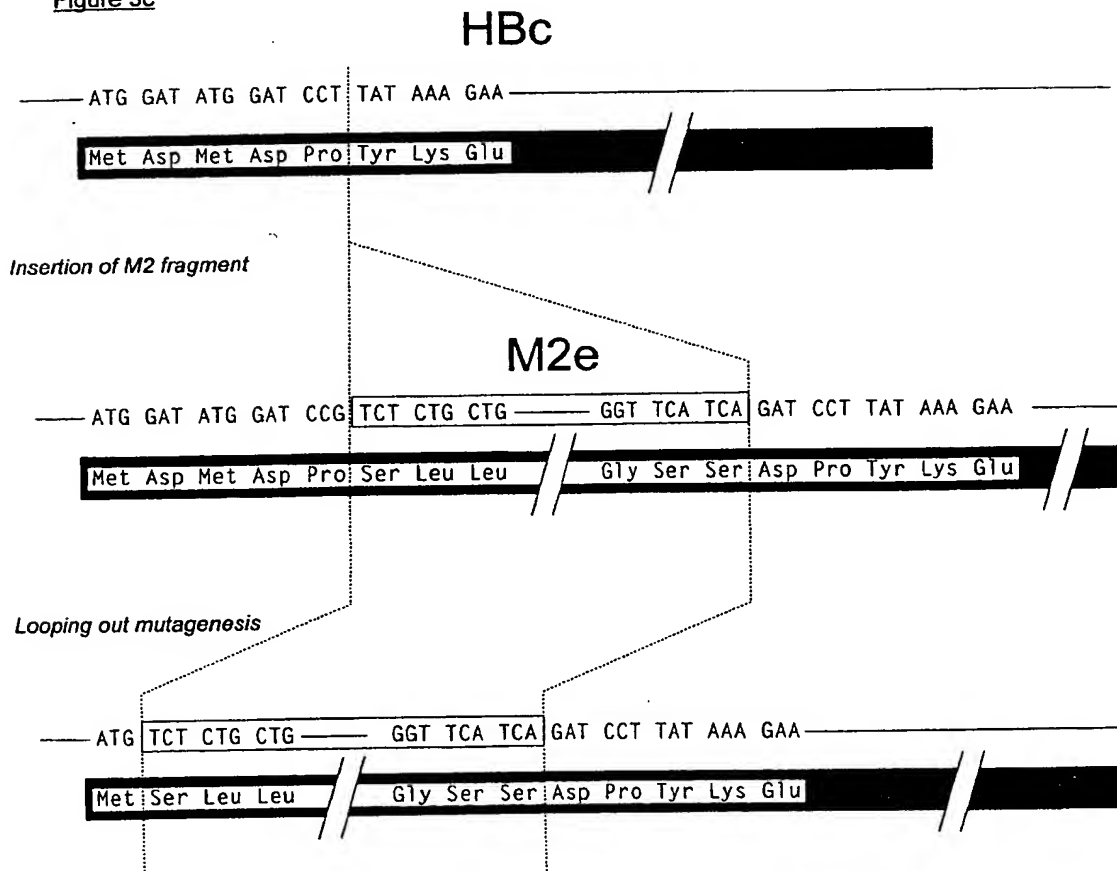 Figure 3c
HBc
ATG GAT ATG GAT CCT TAT AAA GAA
Met Asp Met Asp Pro Tyr Lys Glu
Insertion of M2 fragment
M2e
ATG GAT ATG GAT CCG TCT CTG CTG GGT TCA TCA GAT CCT TAT AAA GAA
Met Asp Met Asp Pro Ser Leu Leu Gly Ser Ser Asp Pro Tyr Lys Glu
Looping out mutagenesis
ATG TCT CTG CTG GGT TCA TCA GAT CCT TAT AAA GAA
Met Ser Leu Leu Gly Ser Ser Asp Pro Tyr Lys Glu